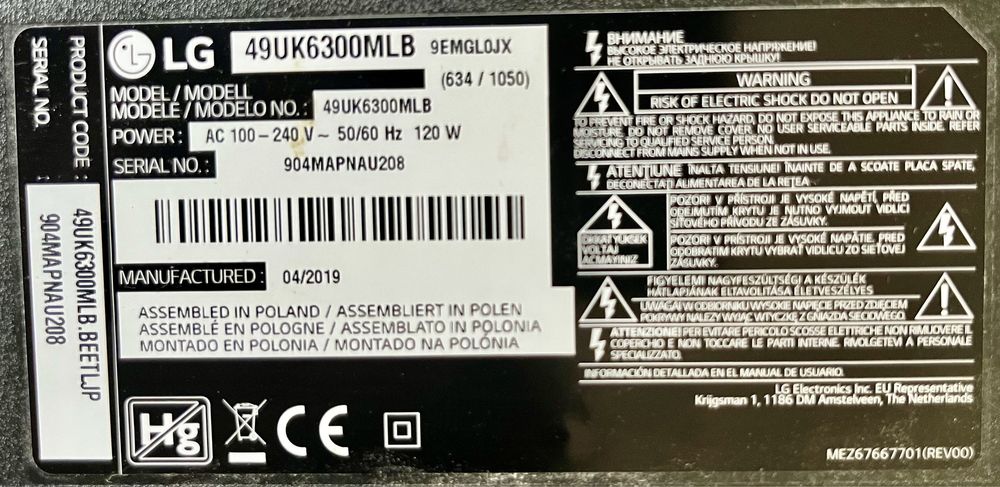 PRODUCT CODE :
SERIAL NO.
49UK6300MLB.BEETLJP
904MAPNAU208
LG
49UK6300MLB 9EMGL0JX
(634 / 1050)
MODEL / MODELL
MODÈLE / MODELO NO.: 49UK6300MLB
POWER : AC 100–240 V ~ 50/60 Hz 120 W
SERIAL NO. : 904MAPNAU208
MANUFACTURED : 04/2019
ASSEMBLED IN POLAND / ASSEMBLIERT IN POLEN
ASSEMBLÉ EN POLOGNE / ASSEMBLATO IN POLONIA
MONTADO EN POLONIA / MONTADO NA POLÓNIA
Hg
CE
ВНИМАНИЕ
ВЫСОКОЕ ЭЛЕКТРИЧЕСКОЕ НАПРЯЖЕНИЕ!
НЕ ОТКРЫВАТЬ ЗАДНЮЮ КРЫШКУ!
WARNING
RISK OF ELECTRIC SHOCK DO NOT OPEN
TO PREVENT FIRE OR SHOCK HAZARD, DO NOT EXPOSE THIS APPLIANCE TO RAIN OR
MOISTURE. DO NOT REMOVE COVER. NO USER SERVICEABLE PARTS INSIDE. REFER
SERVICING TO QUALIFIED SERVICE PERSON.
DISCONNECT FROM MAINS SUPPLY WHEN NOT IN USE.
ATENȚIUNE ÎNALTA TENSIUNE! ÎNAINTE DE A SCOATE PLACA SPATE,
DECONECTAȚI ALIMENTAREA DE LA REȚEA
DİKKAT YÜKSEK
VOLTAJ
AÇMAYINIZ
POZOR! V PŘÍSTROJI JE VYSOKÉ NAPĚTÍ, PŘED
ODEJMUTÍM KRYTU JE NUTNO VYJMOUT VIDLICI
SÍŤOVÉHO PŘÍVODU ZE ZÁSUVKY.
POZOR! V PRÍSTROJI JE VYSOKÉ NAPÄTIE. PRED
ODOBRATÍM KRYTU VYBRAŤ VIDLICU ZO SIEŤOVEJ
ZÁSUVKY.
FIGYELEM! NAGYFESZÜLTSÉG! A KÉSZÜLÉK
HÁTLAPJÁNAK ELTÁVOLÍTÁSA ÉLETVESZÉLYES
UWAGA! W ODBIORNIKU WYSOKIE NAPIĘCIE PRZED ZDJĘCIEM
POKRYWY NALEŻY WYJĄĆ WTYCZKĘ Z GNIAZDA SIECIOWEGO
ATTENZIONE! PER EVITARE PERICOLO SCOSSE ELETTRICHE NON RIMUOVERE IL
COPERCHIO E NON TOCCARE LE PARTI INTERNE. RIVOLGETEVI A PERSONALE
SPECIALIZZATO.
INFORMACIÓN DETALLADA EN EL MANUAL DE USUARIO.
LG Electronics Inc. EU Representative
Krijgsman 1, 1186 DM Amstelveen, The Netherlands
MEZ67667701(REV00)